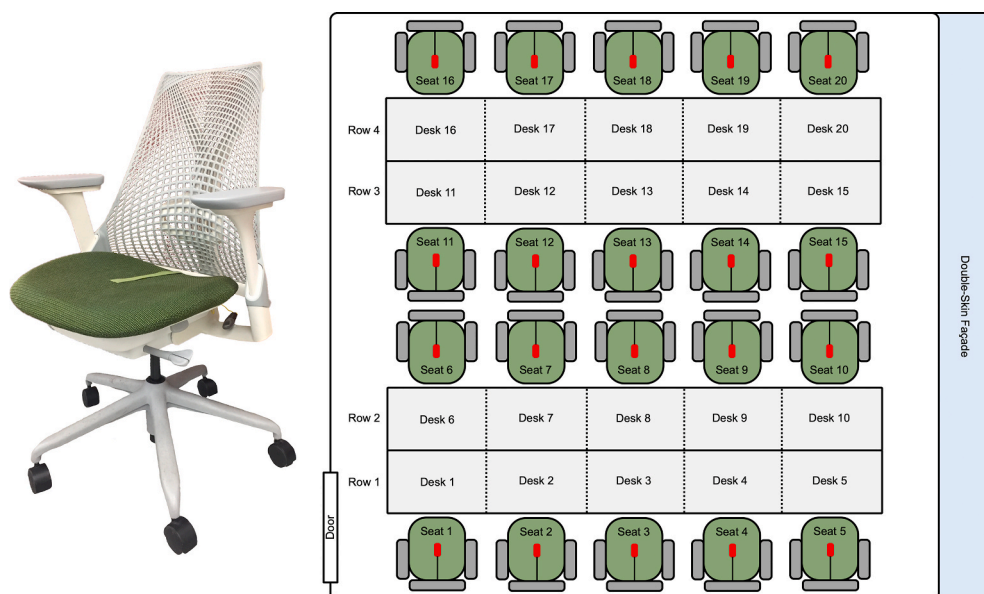 Seat 16 Seat 17 Seat 18 Seat 19 Seat 20
Row 4 Desk 16 Desk 17 Desk 18 Desk 19 Desk 20
Row 3 Desk 11 Desk 12 Desk 13 Desk 14 Desk 15
Seat 11 Seat 12 Seat 13 Seat 14 Seat 15
Seat 6 Seat 7 Seat 8 Seat 9 Seat 10
Row 2 Desk 6 Desk 7 Desk 8 Desk 9 Desk 10
Row 1 Desk 1 Desk 2 Desk 3 Desk 4 Desk 5
Seat 1 Seat 2 Seat 3 Seat 4 Seat 5
Door
Double-Skin Façade